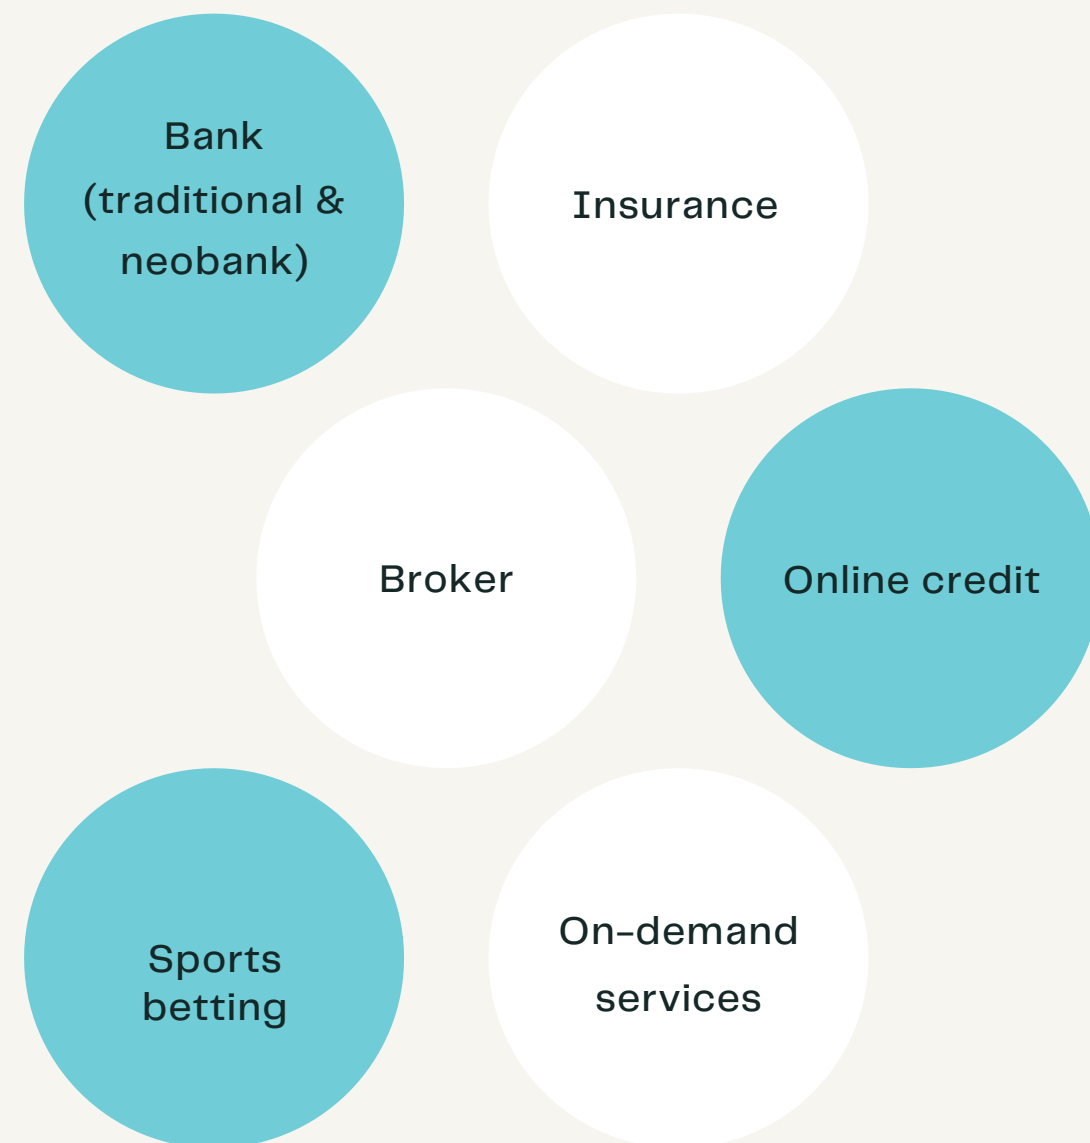 Bank
(traditional &
neobank)
Insurance
Broker
Online credit
Sports
betting
On-demand
services